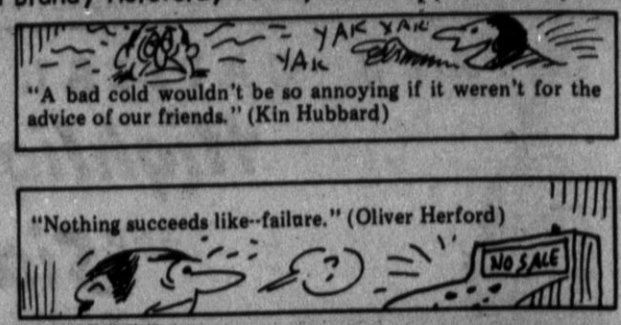 YAK YAK
YAK
"A bad cold wouldn't be so annoying if it weren't for the
advice of our friends." (Kin Hubbard)
"Nothing succeeds like--failure." (Oliver Herford)
?
NO SALE